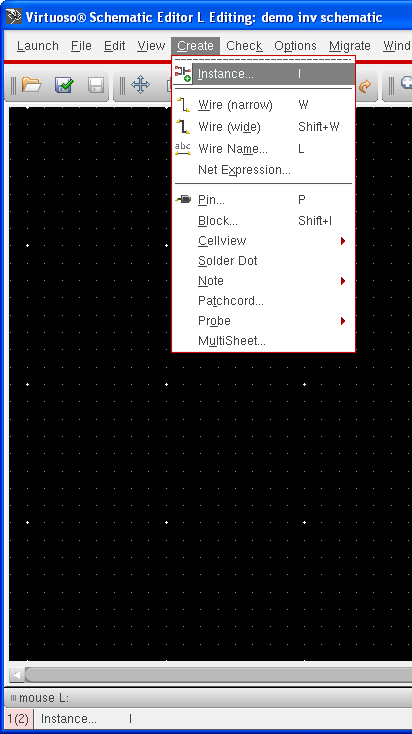 Virtuoso® Schematic Editor L Editing: demo inv schematic
Launch File Edit View Create Check Options Migrate Wind
Instance... I
Wire (narrow) W
Wire (wide) Shift+W
abc Wire Name... L
Net Expression...
Pin... P
Block... Shift+I
Cellview
Solder Dot
Note
Patchcord...
Probe
MultiSheet...
mouse L:
1(2) Instance... I